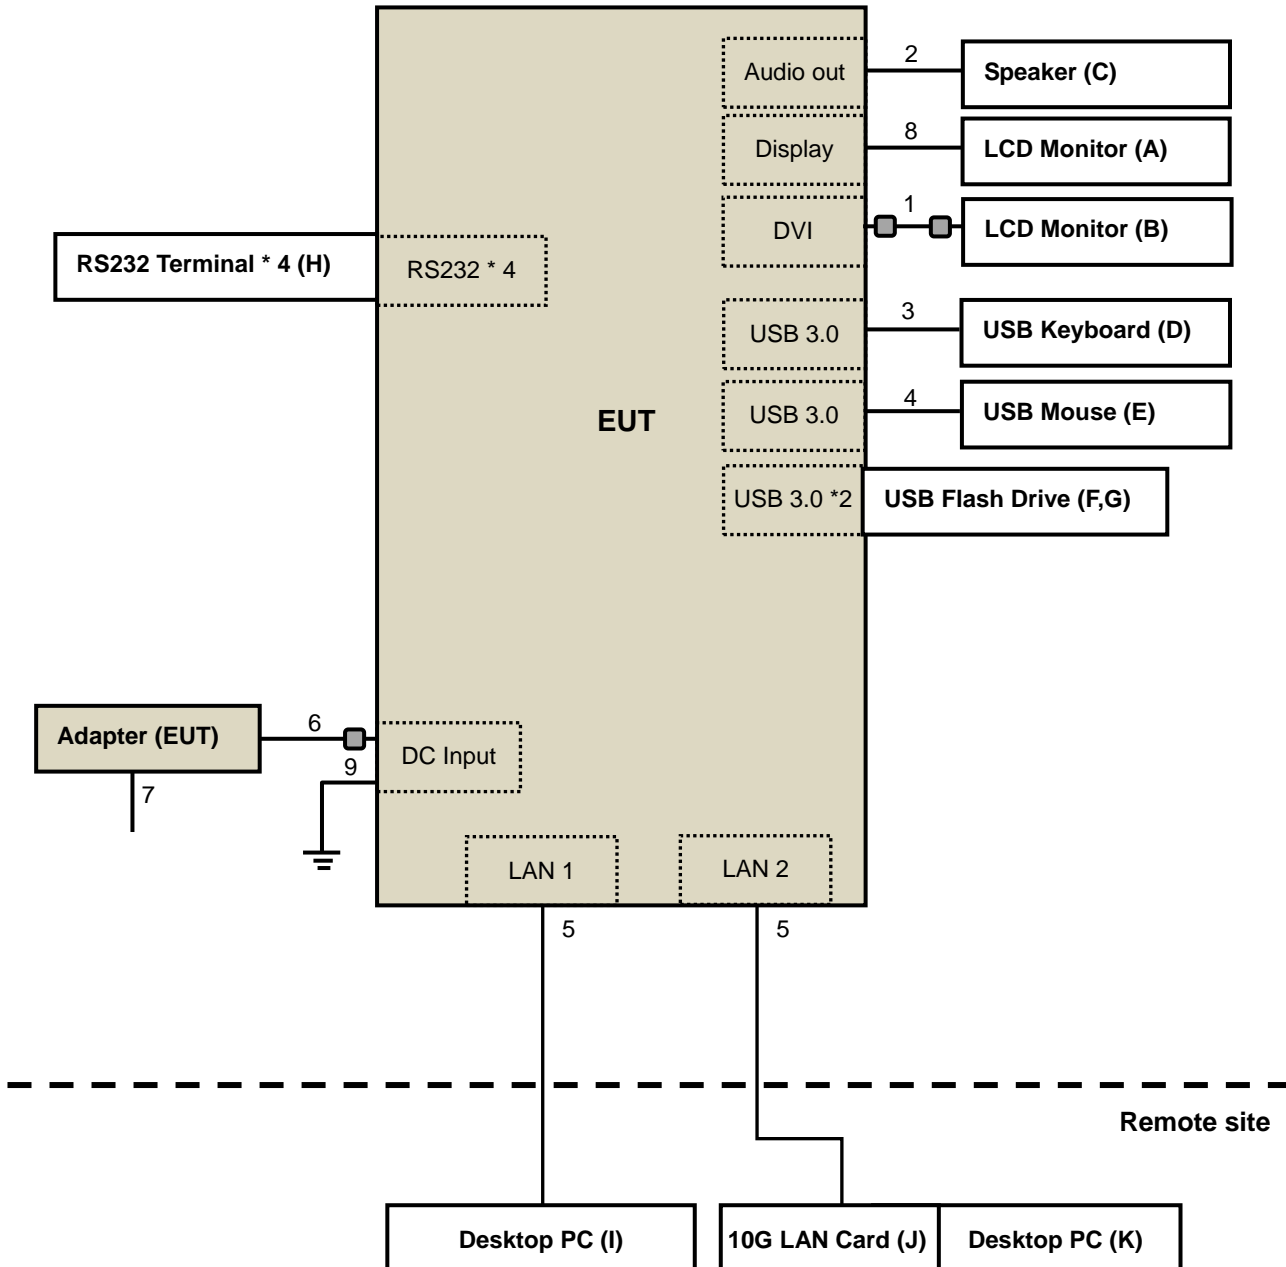 Audio out
2
Speaker (C)
Display
8
LCD Monitor (A)
DVI
1
LCD Monitor (B)
RS232 Terminal * 4 (H)
RS232 * 4
USB 3.0
3
USB Keyboard (D)
EUT
USB 3.0
4
USB Mouse (E)
USB 3.0 *2
USB Flash Drive (F,G)
Adapter (EUT)
6
DC Input
9
7
LAN 1
LAN 2
5
5
Remote site
Desktop PC (I)
10G LAN Card (J)
Desktop PC (K)